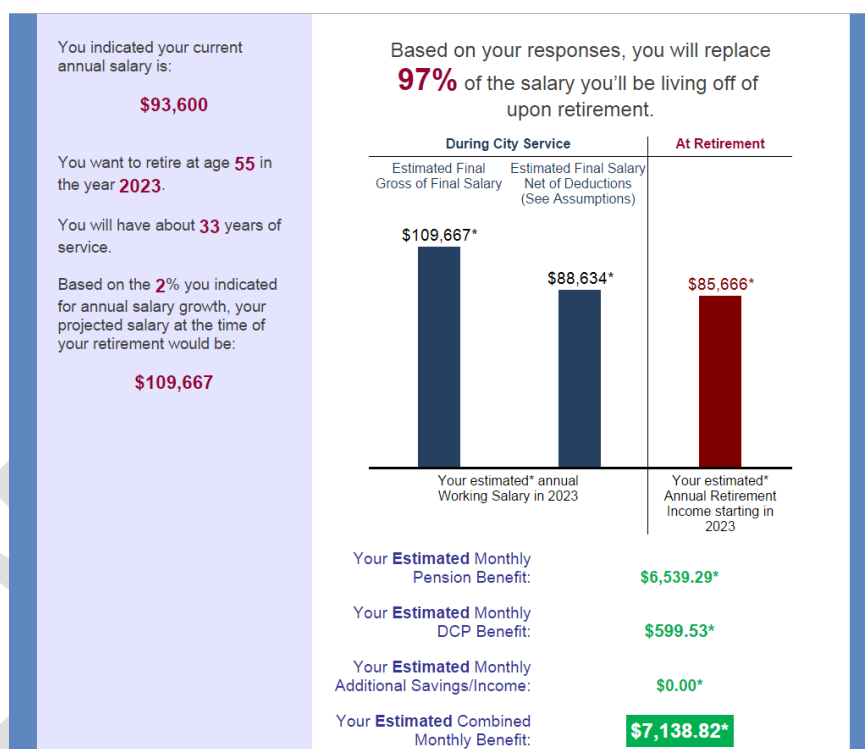 You indicated your current
annual salary is:
$93,600
You want to retire at age 55 in
the year 2023.
You will have about 33 years of
service.
Based on the 2% you indicated
for annual salary growth, your
projected salary at the time of
your retirement would be:
$109,667
Based on your responses, you will replace
97% of the salary you'll be living off of
upon retirement.
During City Service
At Retirement
Estimated Final
Gross of Final Salary
Estimated Final Salary
Net of Deductions
(See Assumptions)
$109,667*
$88,634*
$85,666*
Your estimated* annual
Working Salary in 2023
Your estimated*
Annual Retirement
Income starting in
2023
Your Estimated Monthly
Pension Benefit:
$6,539.29*
Your Estimated Monthly
DCP Benefit:
$599.53*
Your Estimated Monthly
Additional Savings/Income:
$0.00*
Your Estimated Combined
Monthly Benefit:
$7,138.82*